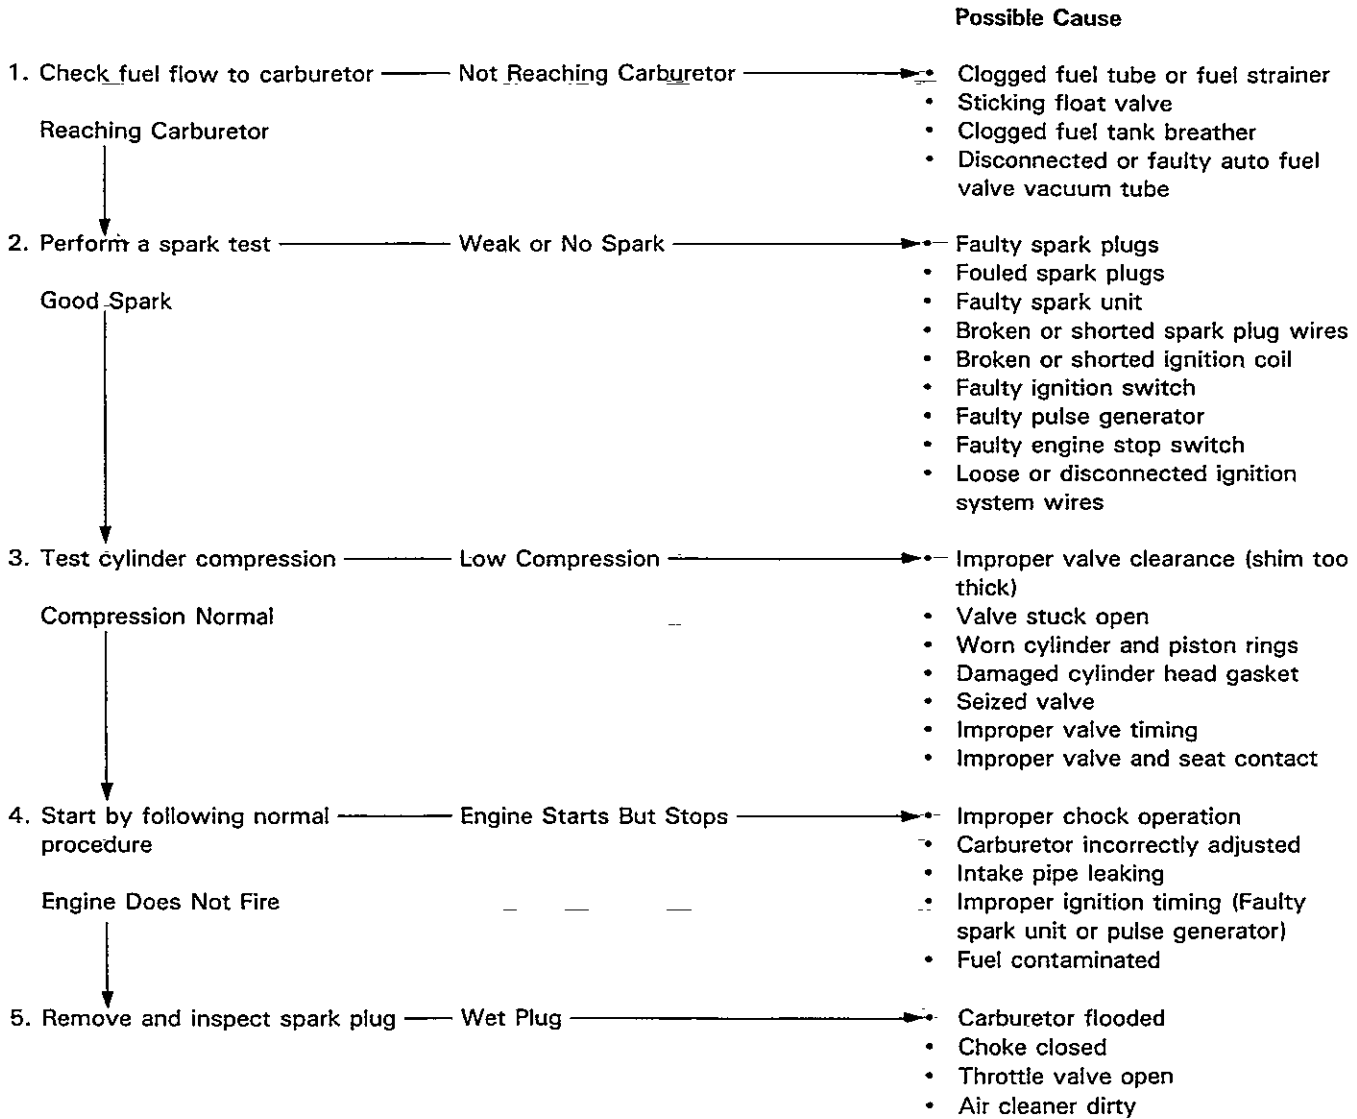 Possible Cause
1. Check fuel flow to carburetor Not Reaching Carburetor • Clogged fuel tube or fuel strainer
• Sticking float valve
Reaching Carburetor • Clogged fuel tank breather
• Disconnected or faulty auto fuel
valve vacuum tube
2. Perform a spark test Weak or No Spark • Faulty spark plugs
• Fouled spark plugs
Good Spark • Faulty spark unit
• Broken or shorted spark plug wires
• Broken or shorted ignition coil
• Faulty ignition switch
• Faulty pulse generator
• Faulty engine stop switch
• Loose or disconnected ignition
system wires
3. Test cylinder compression Low Compression • Improper valve clearance (shim too
thick)
Compression Normal • Valve stuck open
• Worn cylinder and piston rings
• Damaged cylinder head gasket
• Seized valve
• Improper valve timing
• Improper valve and seat contact
4. Start by following normal Engine Starts But Stops • Improper chock operation
procedure • Carburetor incorrectly adjusted
• Intake pipe leaking
Engine Does Not Fire • Improper ignition timing (Faulty
spark unit or pulse generator)
• Fuel contaminated
5. Remove and inspect spark plug Wet Plug • Carburetor flooded
• Choke closed
• Throttle valve open
• Air cleaner dirty